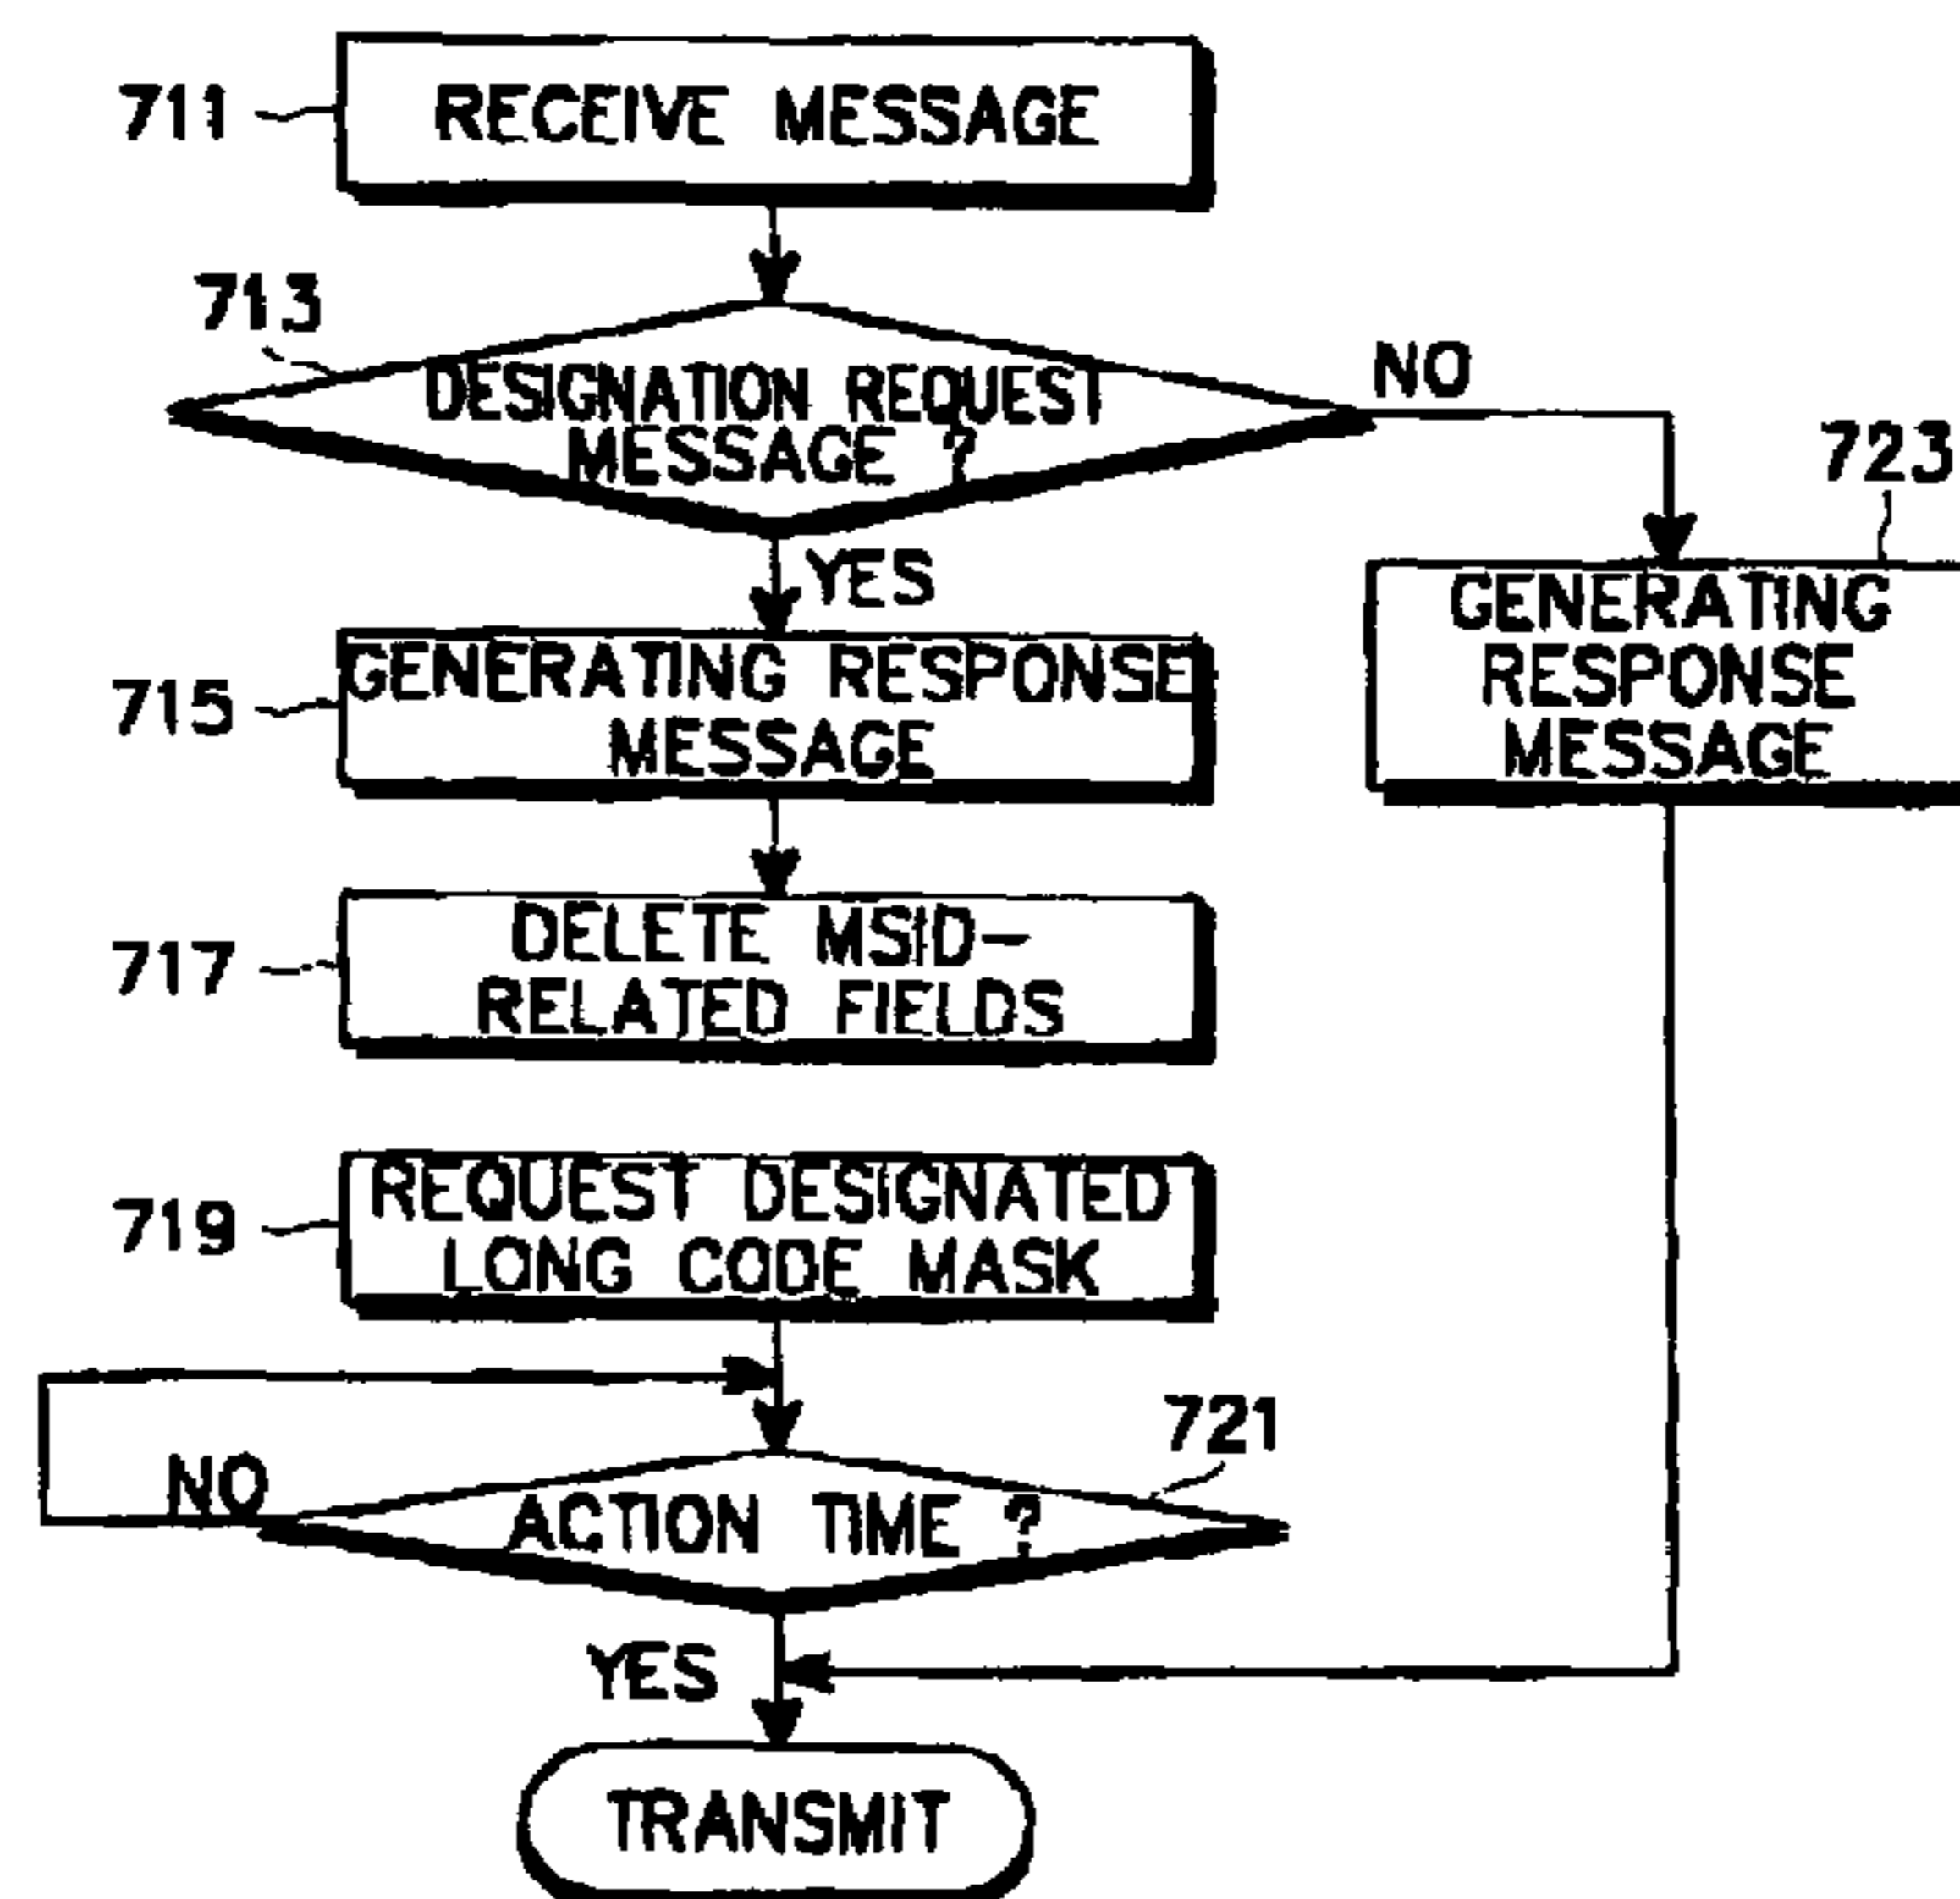 711
RECEIVE MESSAGE
713
DESIGNATION REQUEST
MESSAGE ?
NO
723
YES
GENERATING
RESPONSE
MESSAGE
715
GENERATING RESPONSE
MESSAGE
717
DELETE MSID-
RELATED FIELDS
719
REQUEST DESIGNATED
LONG CODE MASK
721
NO
ACTION TIME ?
YES
TRANSMIT